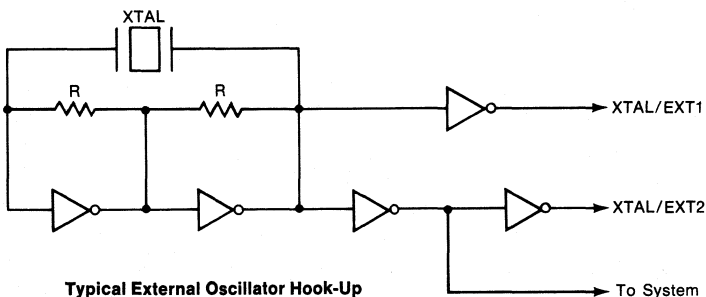 XTAL
R
R
XTAL/EXT1
XTAL/EXT2
Typical External Oscillator Hook-Up
To System